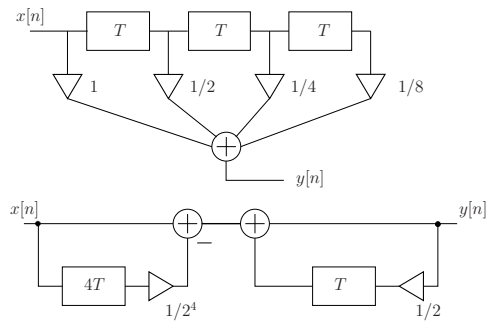 x[n]
T T T
1 1/2 1/4 1/8
+
y[n]
x[n] y[n]
+ +
−
4T T
1/2⁴ 1/2